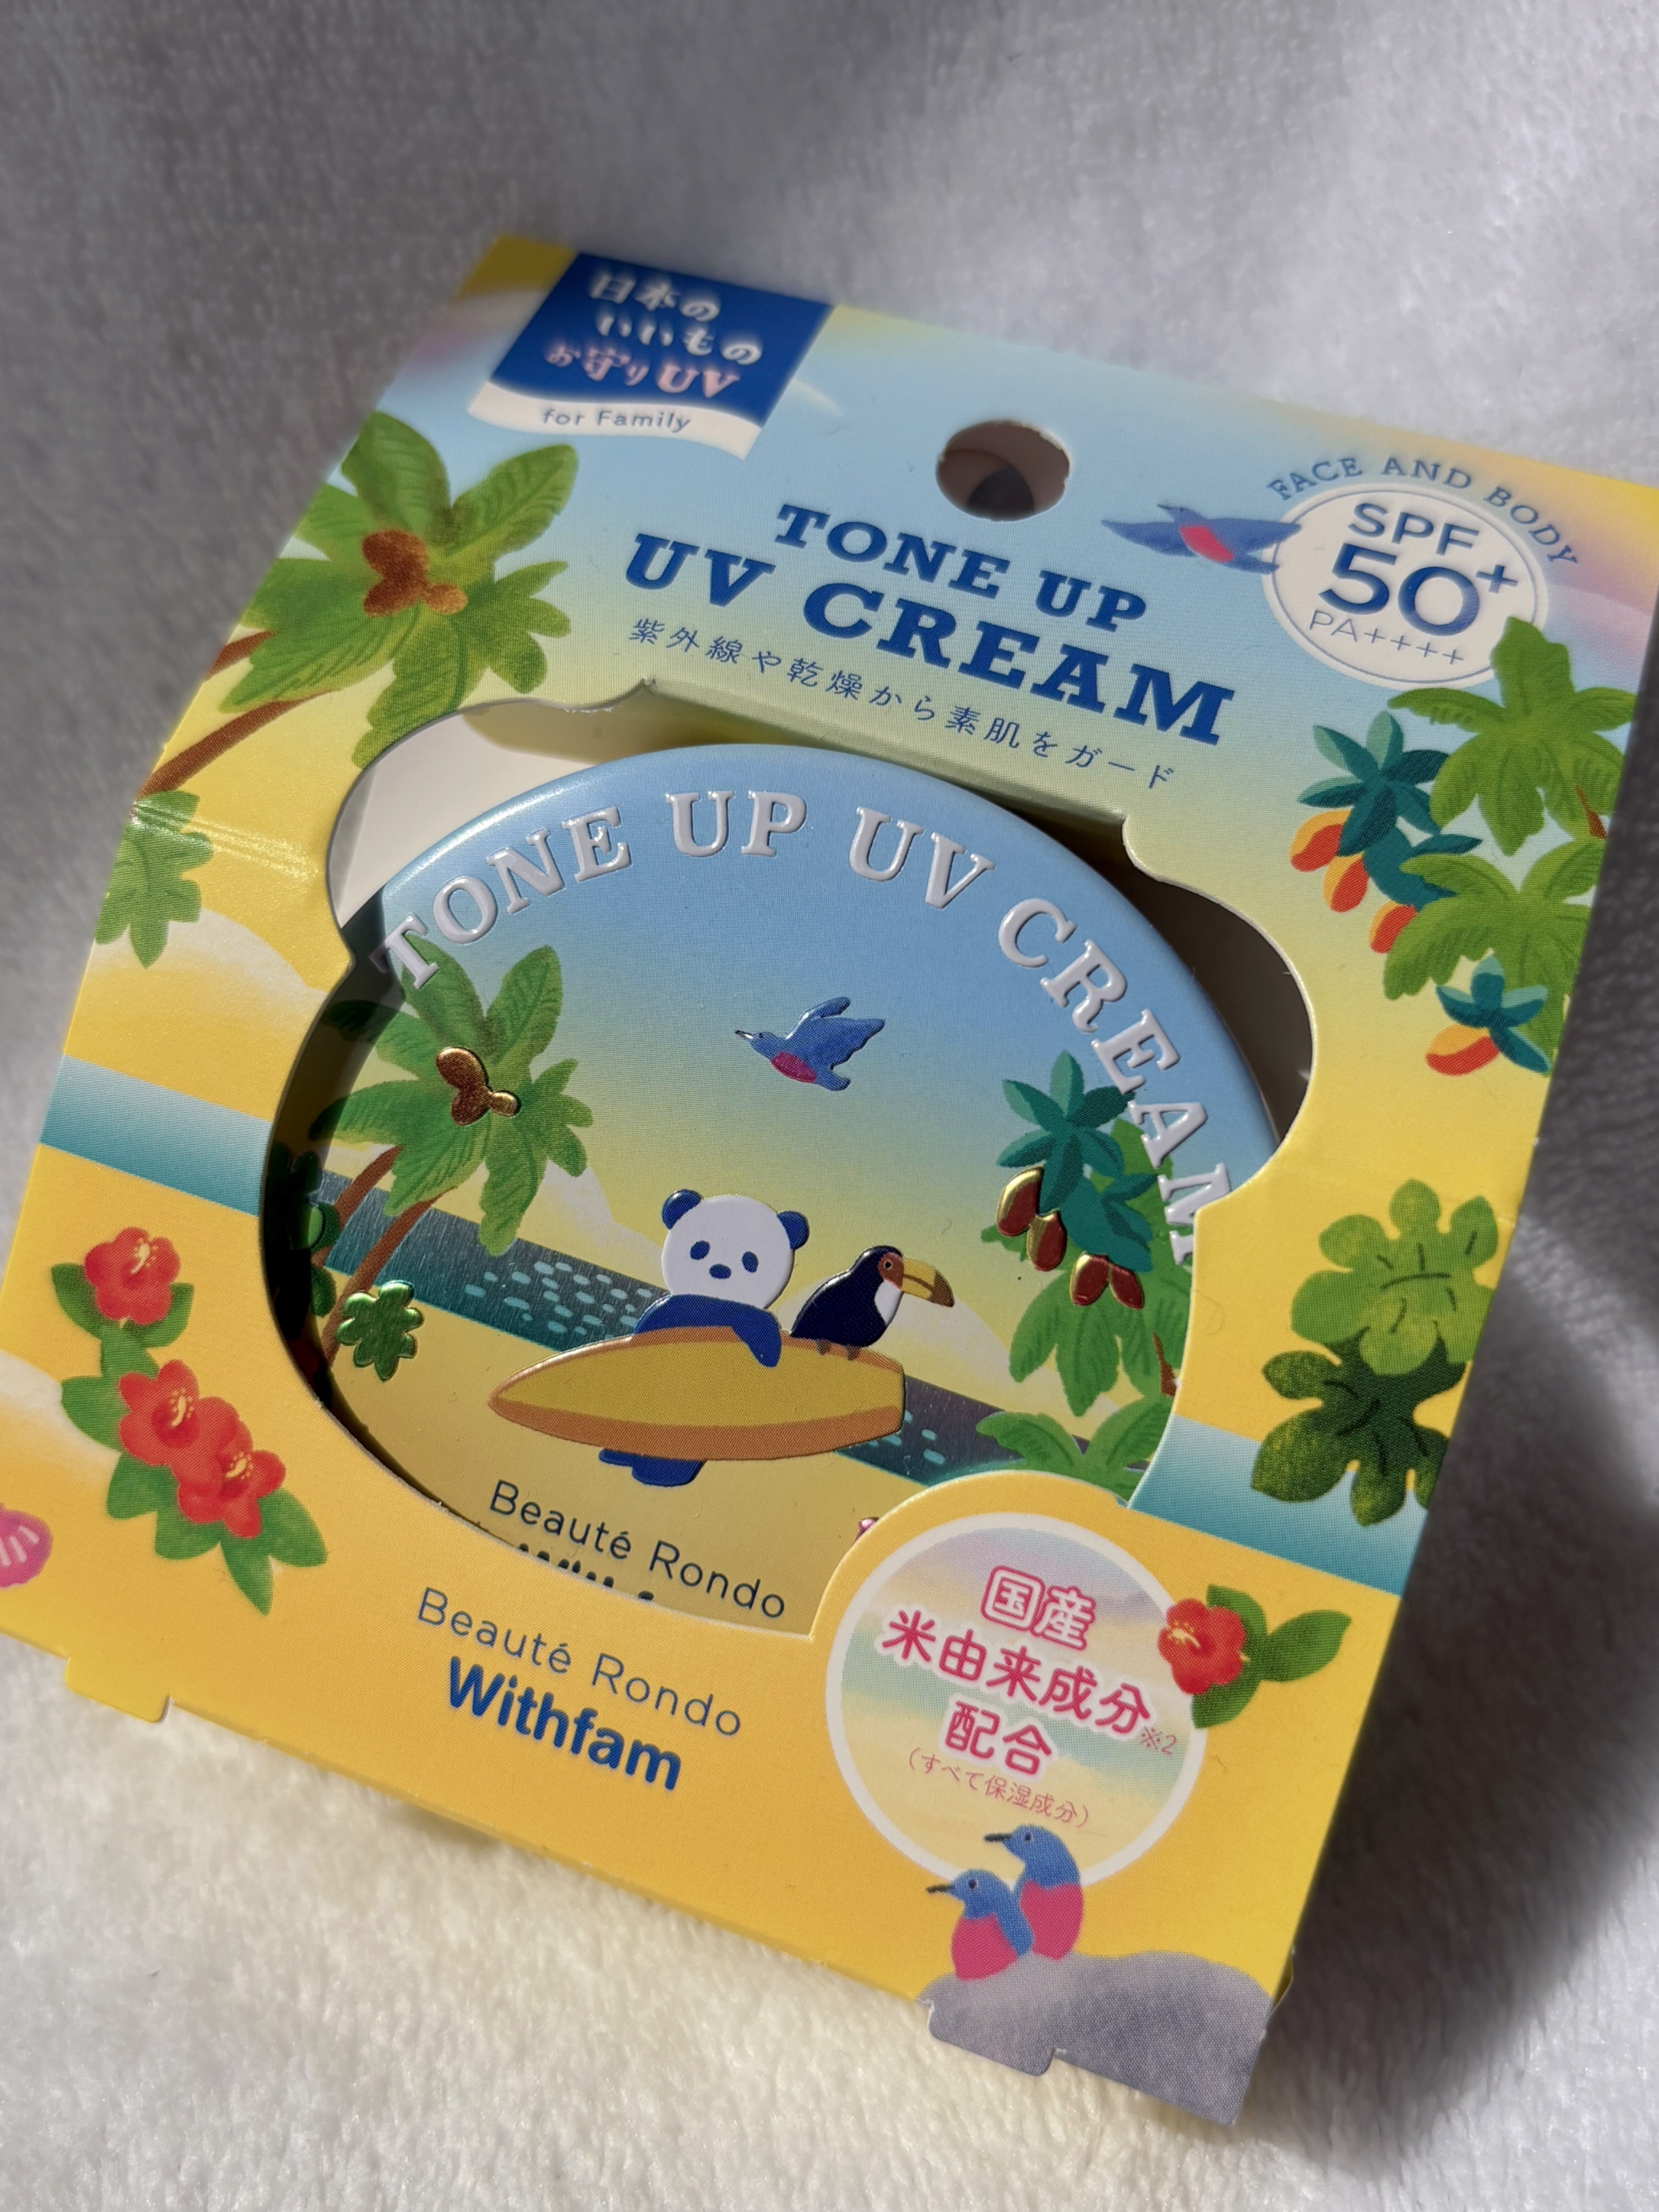 日本の
いいもの
お守りUV
for Family
FACE AND BODY
SPF
50+
PA++++
TONE UP
UV CREAM
紫外線や乾燥から素肌をガード
TONE UP UV CREAM
Beauté Rondo
Beauté Rondo
Withfam
国産
米由来成分※2
配合
(すべて保湿成分)